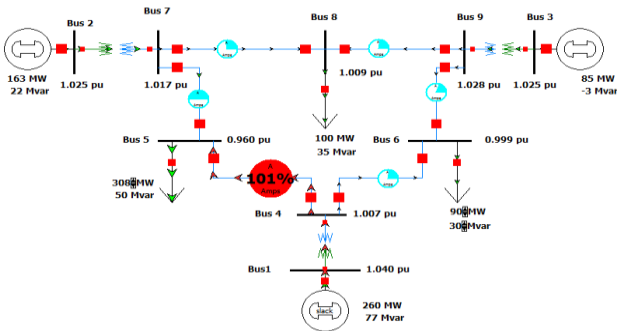 Bus 2
Bus 7
Bus 8
Bus 9
Bus 3
163 MW
22 Mvar
1.025 pu
1.017 pu
1.009 pu
1.028 pu
1.025 pu
85 MW
-3 Mvar
Bus 5
0.960 pu
100 MW
35 Mvar
Bus 6
0.999 pu
300 MW
50 Mvar
A
101%
Amps
Bus 4
1.007 pu
90 MW
30 Mvar
Bus1
1.040 pu
slack
260 MW
77 Mvar